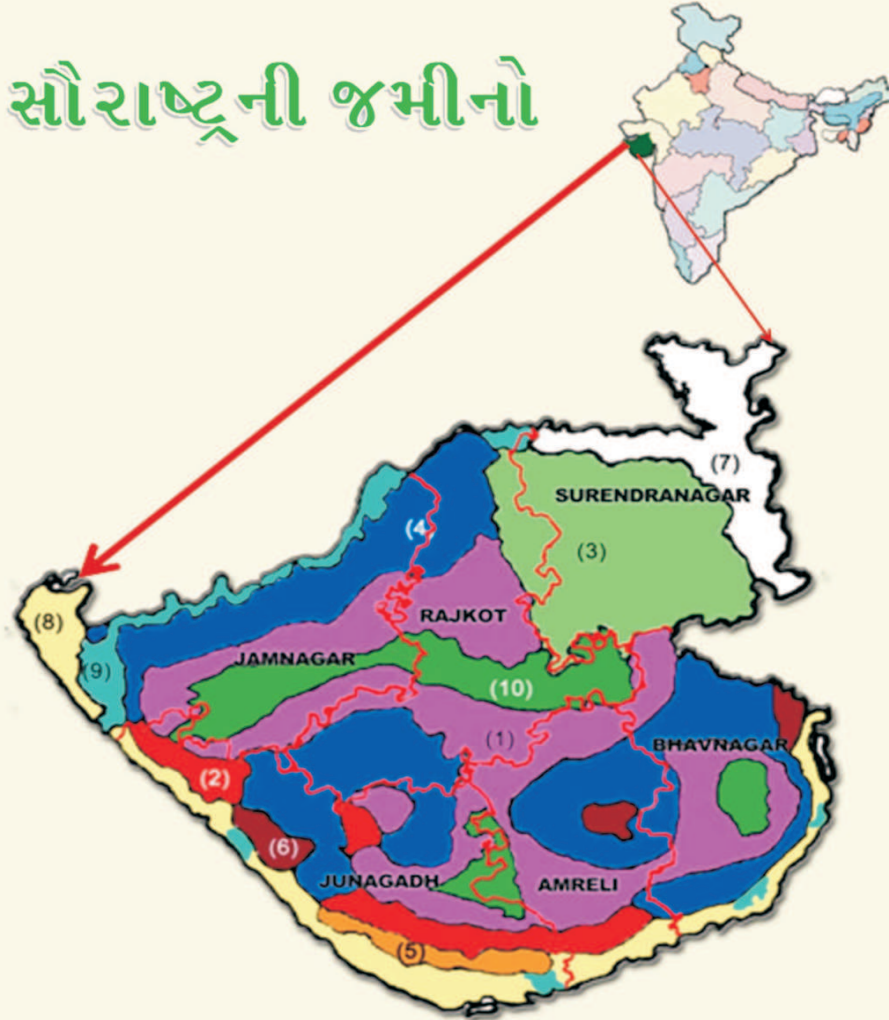 સૌરાષ્ટ્રની જમીનો
(7)
SURENDRANAGAR
(4)
(3)
(8)
RAJKOT
JAMNAGAR
(9)
(10)
(1)
BHAVNAGAR
(2)
(6)
JUNAGADH
AMRELI
(5)